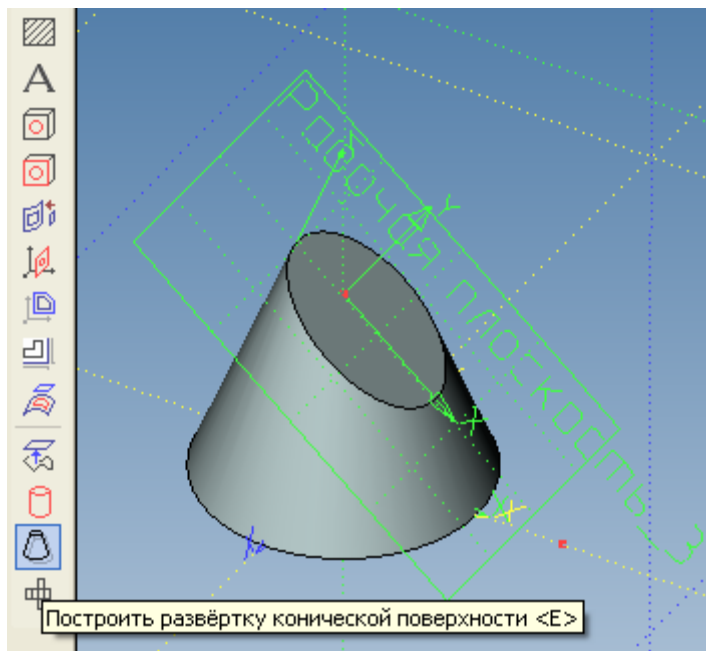 A
Рабочая плоскость_3
Y
X
X
Построить развёртку конической поверхности <E>